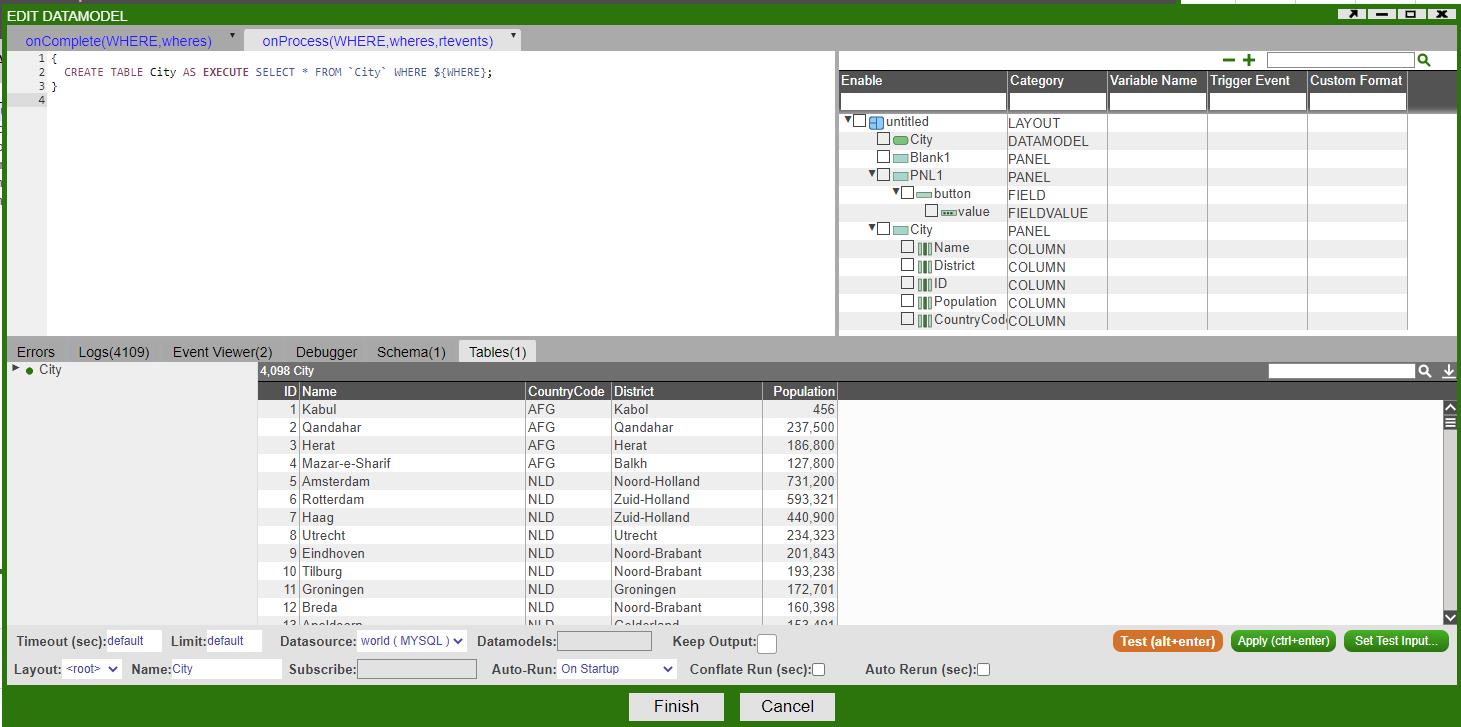 EDIT DATAMODEL
onComplete(WHERE,wheres) onProcess(WHERE,wheres,rtevents)
1 {
2 CREATE TABLE City AS EXECUTE SELECT * FROM `City` WHERE ${WHERE};
3 }
4
Enable Category Variable Name Trigger Event Custom Format
untitled LAYOUT
City DATAMODEL
Blank1 PANEL
PNL1 PANEL
button FIELD
value FIELDVALUE
City PANEL
Name COLUMN
District COLUMN
ID COLUMN
Population COLUMN
CountryCod COLUMN
Errors Logs(4109) Event Viewer(2) Debugger Schema(1) Tables(1)
City
4,098 City
ID Name CountryCode District Population
1 Kabul AFG Kabol 456
2 Qandahar AFG Qandahar 237,500
3 Herat AFG Herat 186,800
4 Mazar-e-Sharif AFG Balkh 127,800
5 Amsterdam NLD Noord-Holland 731,200
6 Rotterdam NLD Zuid-Holland 593,321
7 Haag NLD Zuid-Holland 440,900
8 Utrecht NLD Utrecht 234,323
9 Eindhoven NLD Noord-Brabant 201,843
10 Tilburg NLD Noord-Brabant 193,238
11 Groningen NLD Groningen 172,701
12 Breda NLD Noord-Brabant 160,398
13 Apeldoorn NLD Gelderland 153,491
Timeout (sec): default Limit: default Datasource: world ( MYSQL ) Datamodels: Keep Output: Test (alt+enter) Apply (ctrl+enter) Set Test Input...
Layout: <root> Name: City Subscribe: Auto-Run: On Startup Conflate Run (sec): Auto Rerun (sec):
Finish Cancel